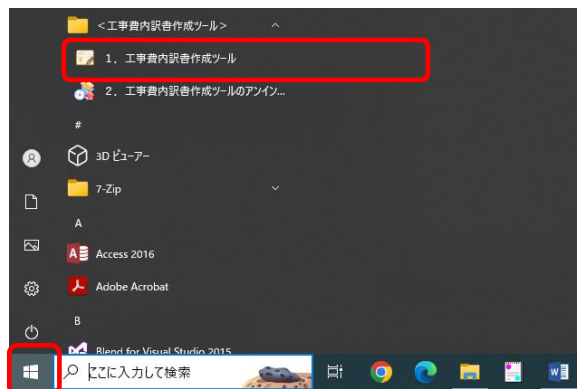 <工事費内訳書作成ツール>
1．工事費内訳書作成ツール
2．工事費内訳書作成ツールのアンイン...
#
3D ビューアー
7-Zip
A
Access 2016
Adobe Acrobat
B
Blend for Visual Studio 2015
ここに入力して検索